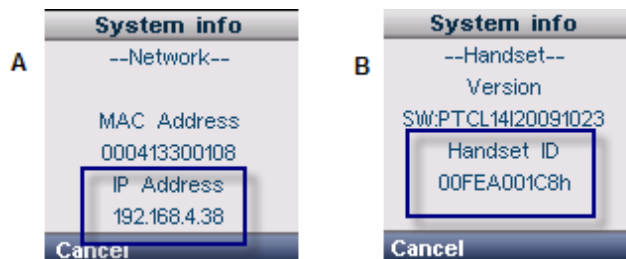 A
System info
--Network--
MAC Address
000413300108
IP Address
192.168.4.38
Cancel
B
System info
--Handset--
Version
SW:PTCL14I20091023
Handset ID
00FEA001C8h
Cancel